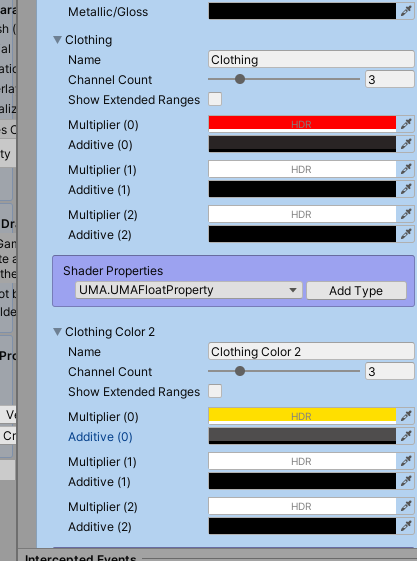 Metallic/Gloss
Clothing
Name Clothing
Channel Count 3
Show Extended Ranges
Multiplier (0) HDR
Additive (0)
Multiplier (1) HDR
Additive (1)
Multiplier (2) HDR
Additive (2)
Shader Properties
UMA.UMAFloatProperty Add Type
Clothing Color 2
Name Clothing Color 2
Channel Count 3
Show Extended Ranges
Multiplier (0) HDR
Additive (0)
Multiplier (1) HDR
Additive (1)
Multiplier (2) HDR
Additive (2)
Intercepted Events